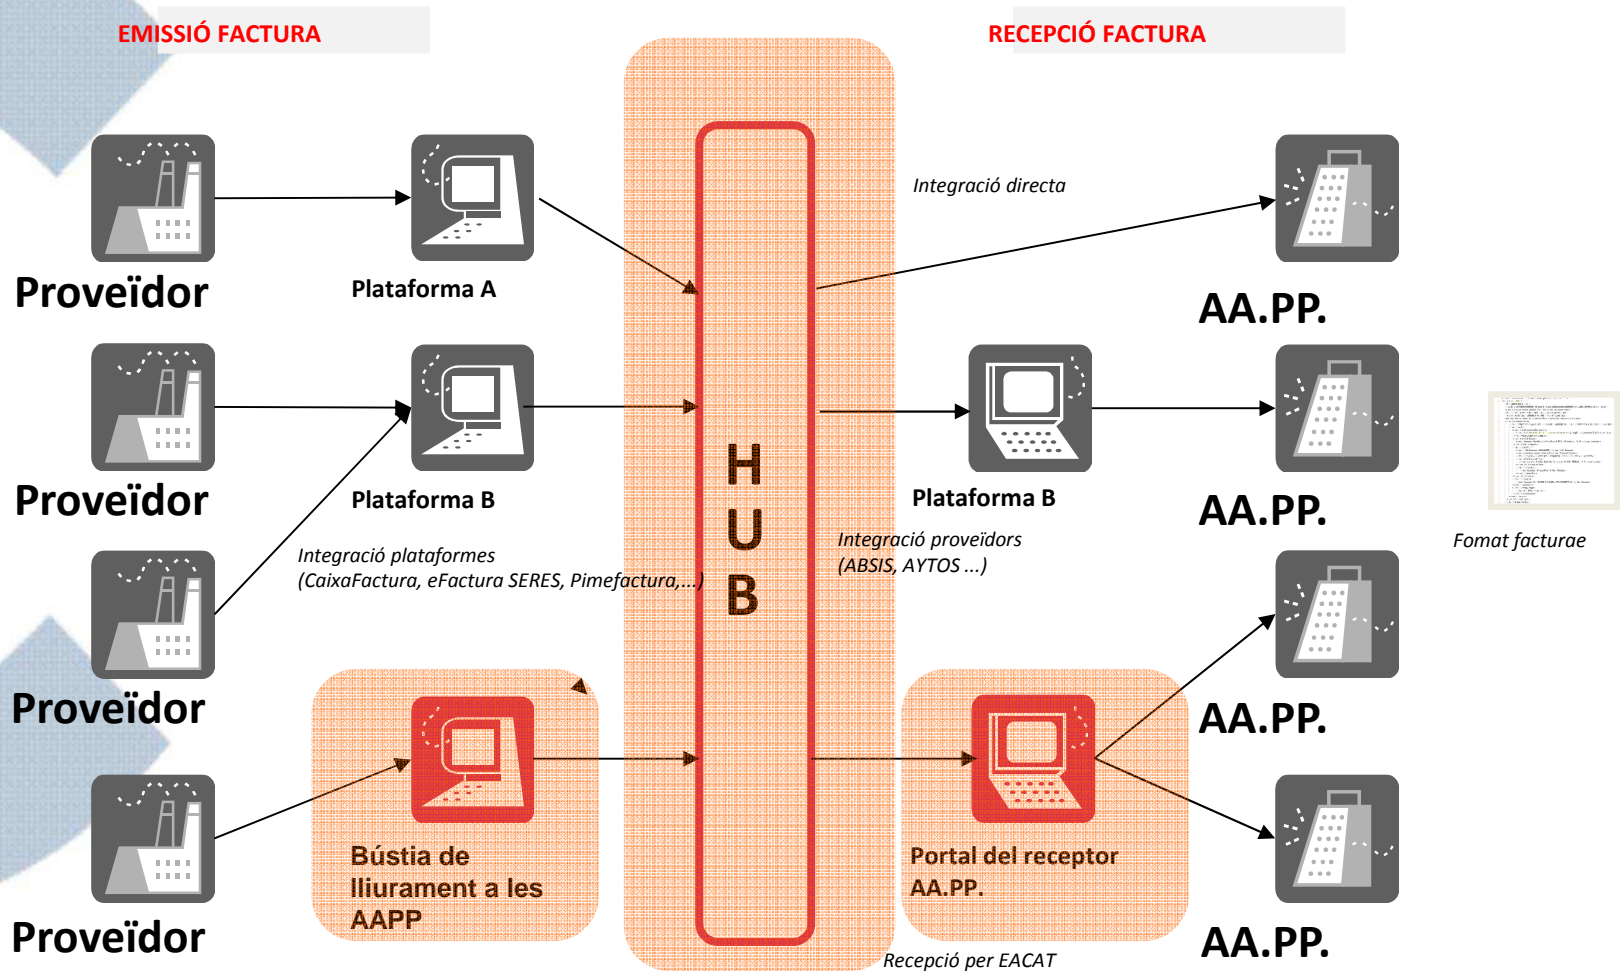 EMISSIÓ FACTURA
RECEPCIÓ FACTURA
Integració directa
Proveïdor
Plataforma A
AA.PP.
Proveïdor
Plataforma B
HUB
Plataforma B
AA.PP.
Integració plataformes
(CaixaFactura, eFactura SERES, Pimefactura,...)
Integració proveïdors
(ABSIS, AYTOS ...)
Fomat facturae
Proveïdor
AA.PP.
Bústia de
lliurament a les
AAPP
Portal del receptor
AA.PP.
Proveïdor
AA.PP.
Recepció per EACAT